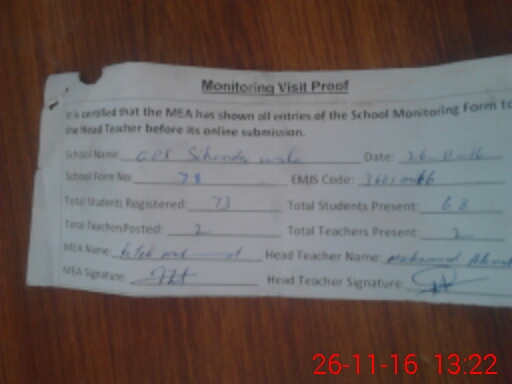 Monitoring Visit Proof
It is certified that the MEA has shown all entries of the School Monitoring Form to
the Head Teacher before its online submission.
School Name: GPS Date: 26-11-16
School Form No: 79 EMIS Code:
Total Students Registered: 73 Total Students Present: 68
Total Teachers Posted: 2 Total Teachers Present: 2
MEA Name: Head Teacher Name: Mohammad
MEA Signature: Head Teacher Signature:
26-11-16 13:22